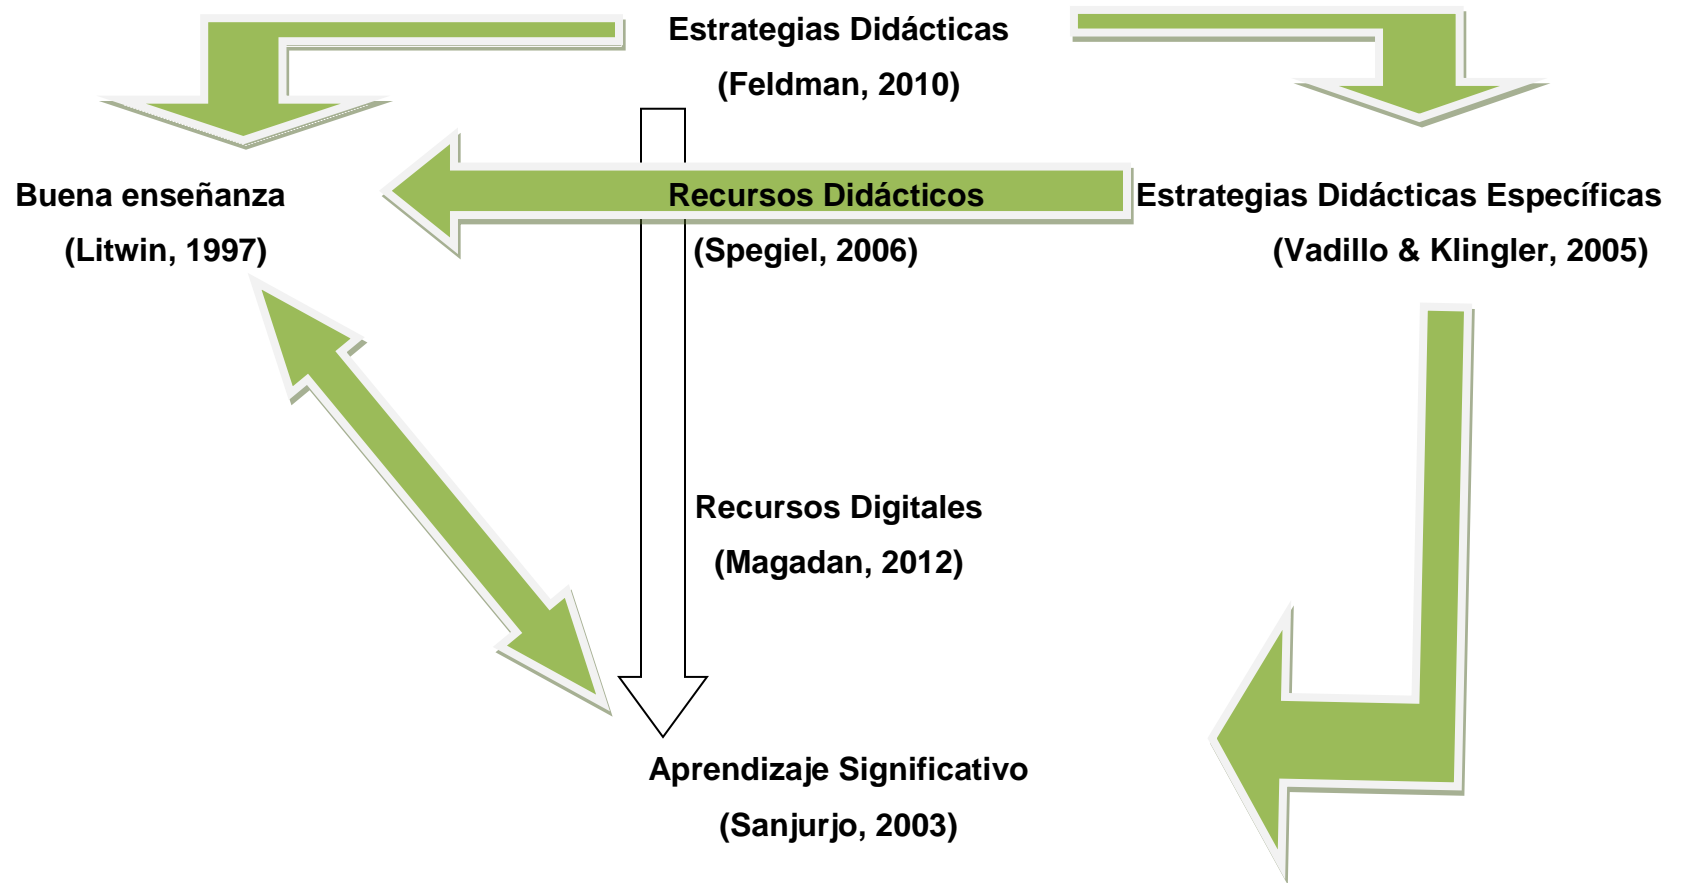 Estrategias Didácticas
(Feldman, 2010)
Buena enseñanza
(Litwin, 1997)
Recursos Didácticos
(Spegiel, 2006)
Estrategias Didácticas Específicas
(Vadillo & Klingler, 2005)
Recursos Digitales
(Magadan, 2012)
Aprendizaje Significativo
(Sanjurjo, 2003)